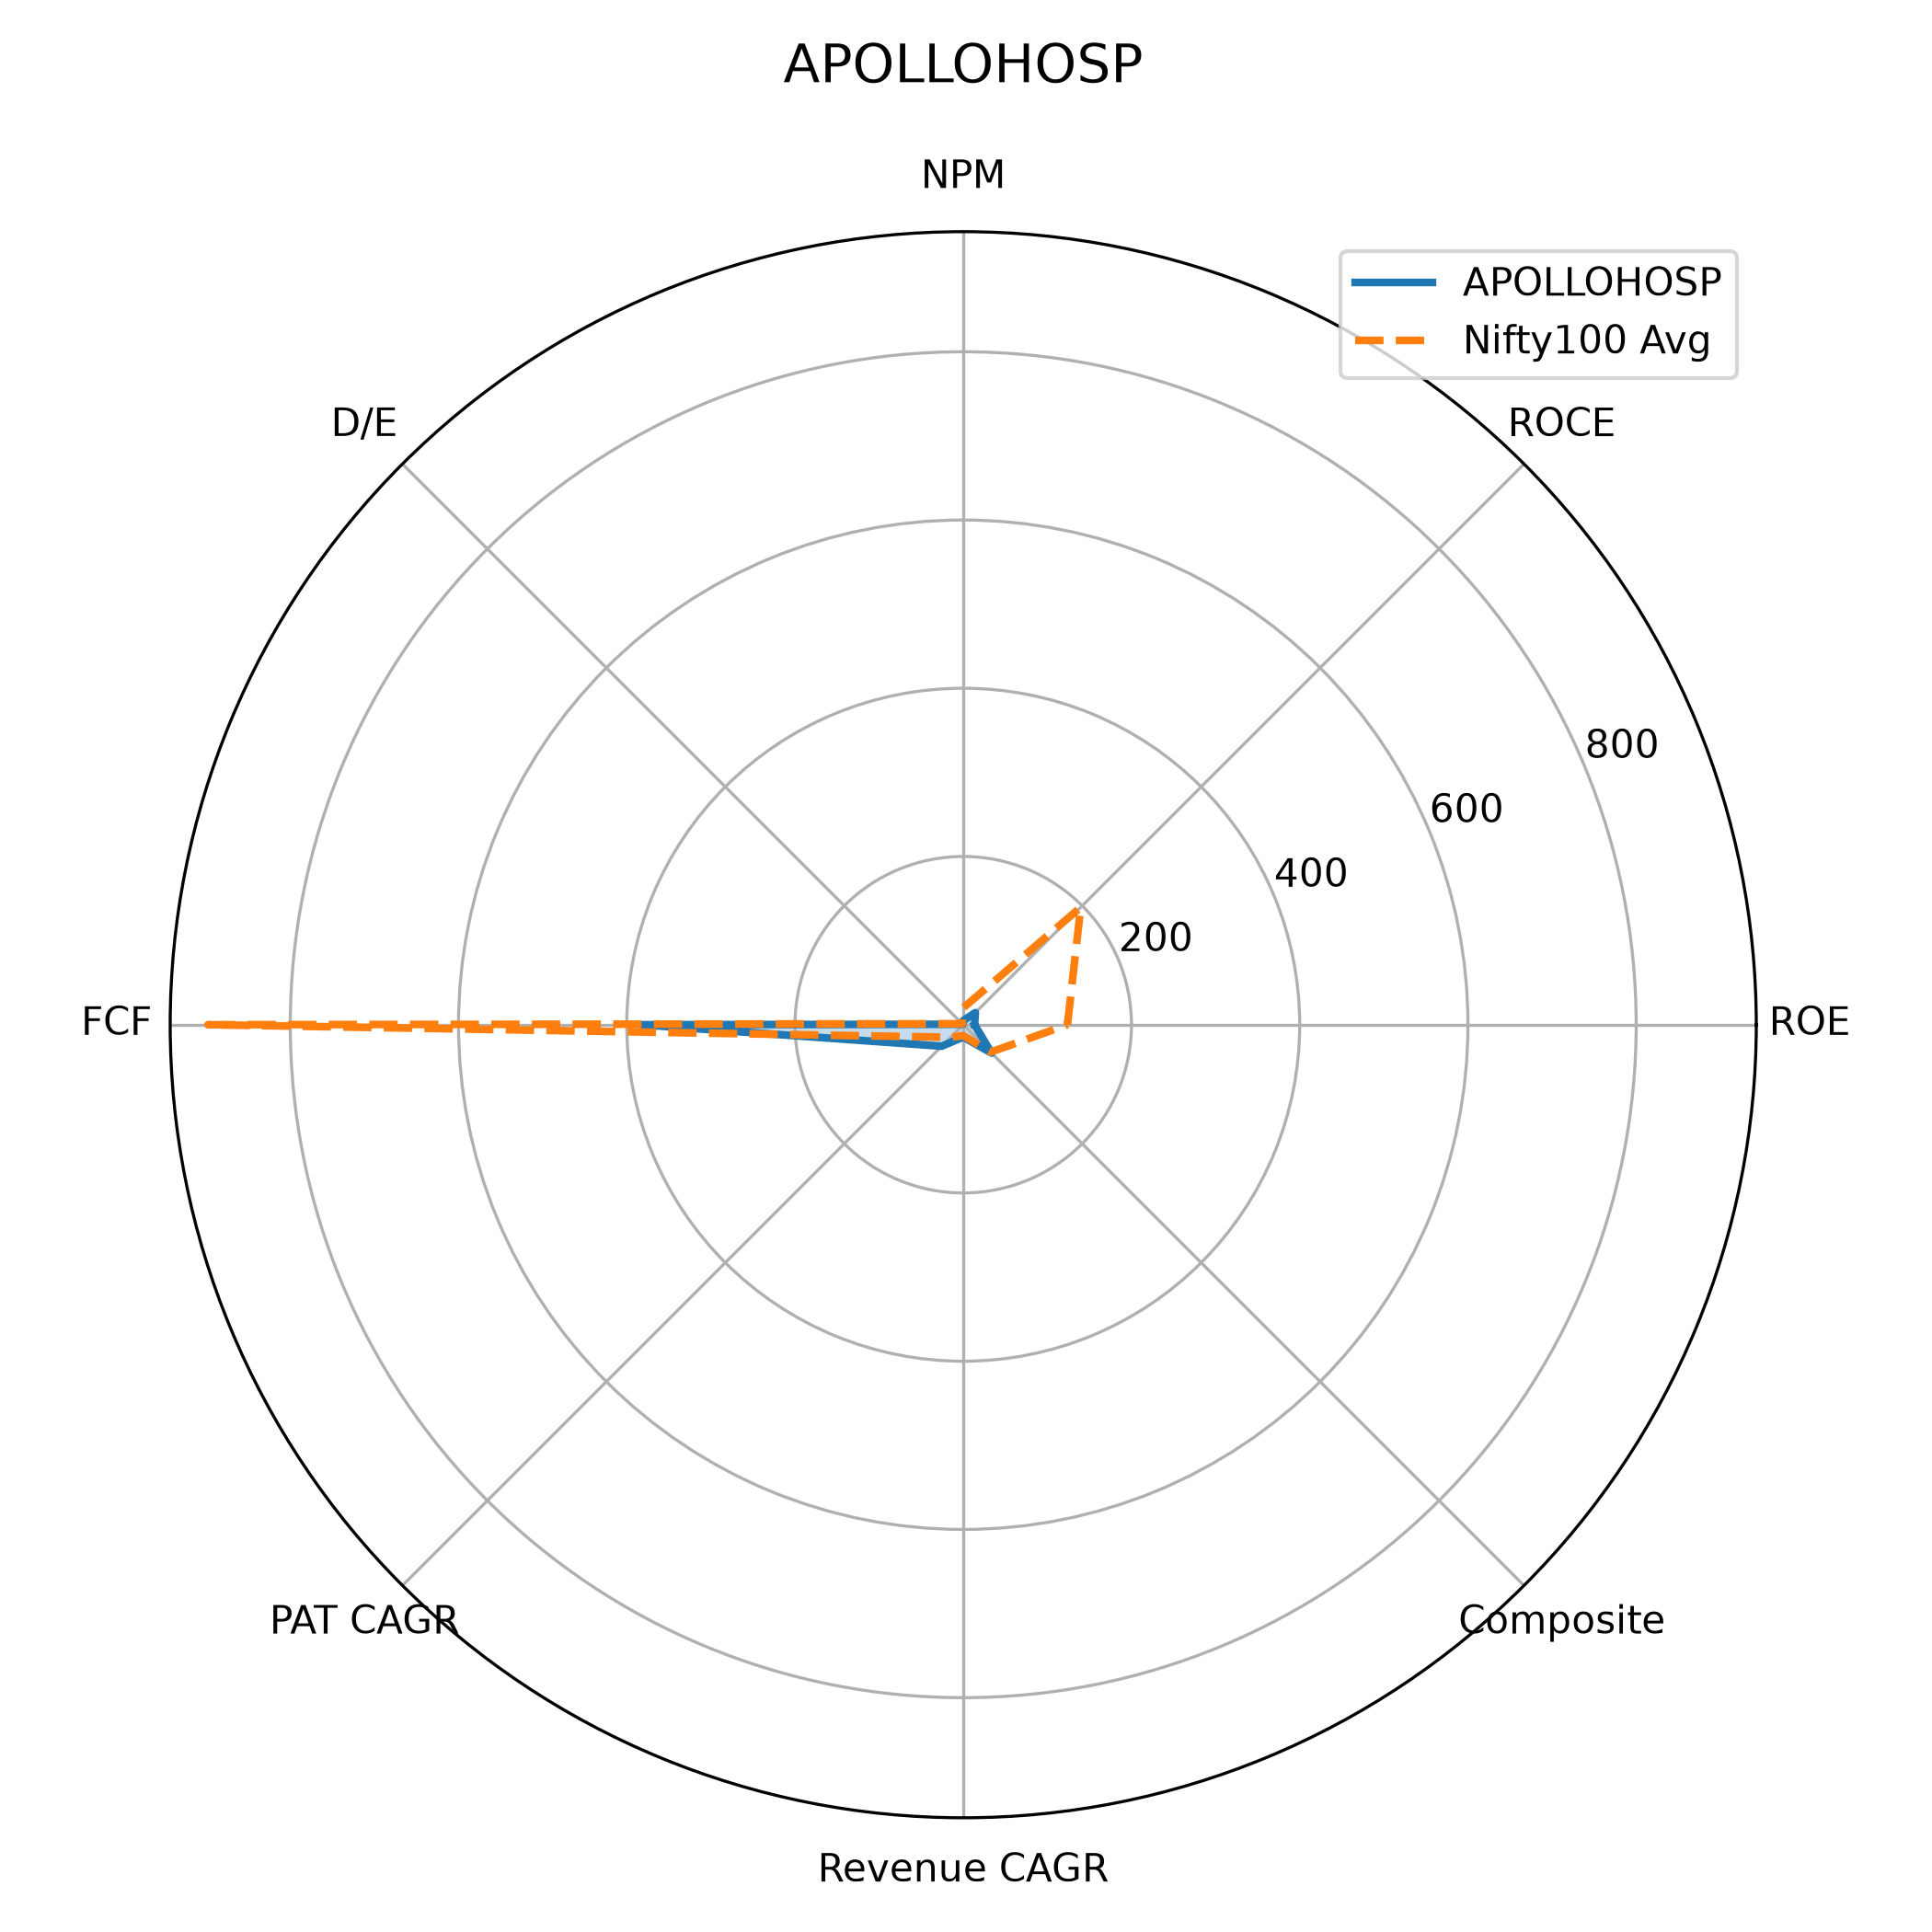 APOLLOHOSP
NPM
APOLLOHOSP
Nifty100 Avg
D/E
ROCE
800
600
400
200
FCF
ROE
PAT CAGR
Composite
Revenue CAGR